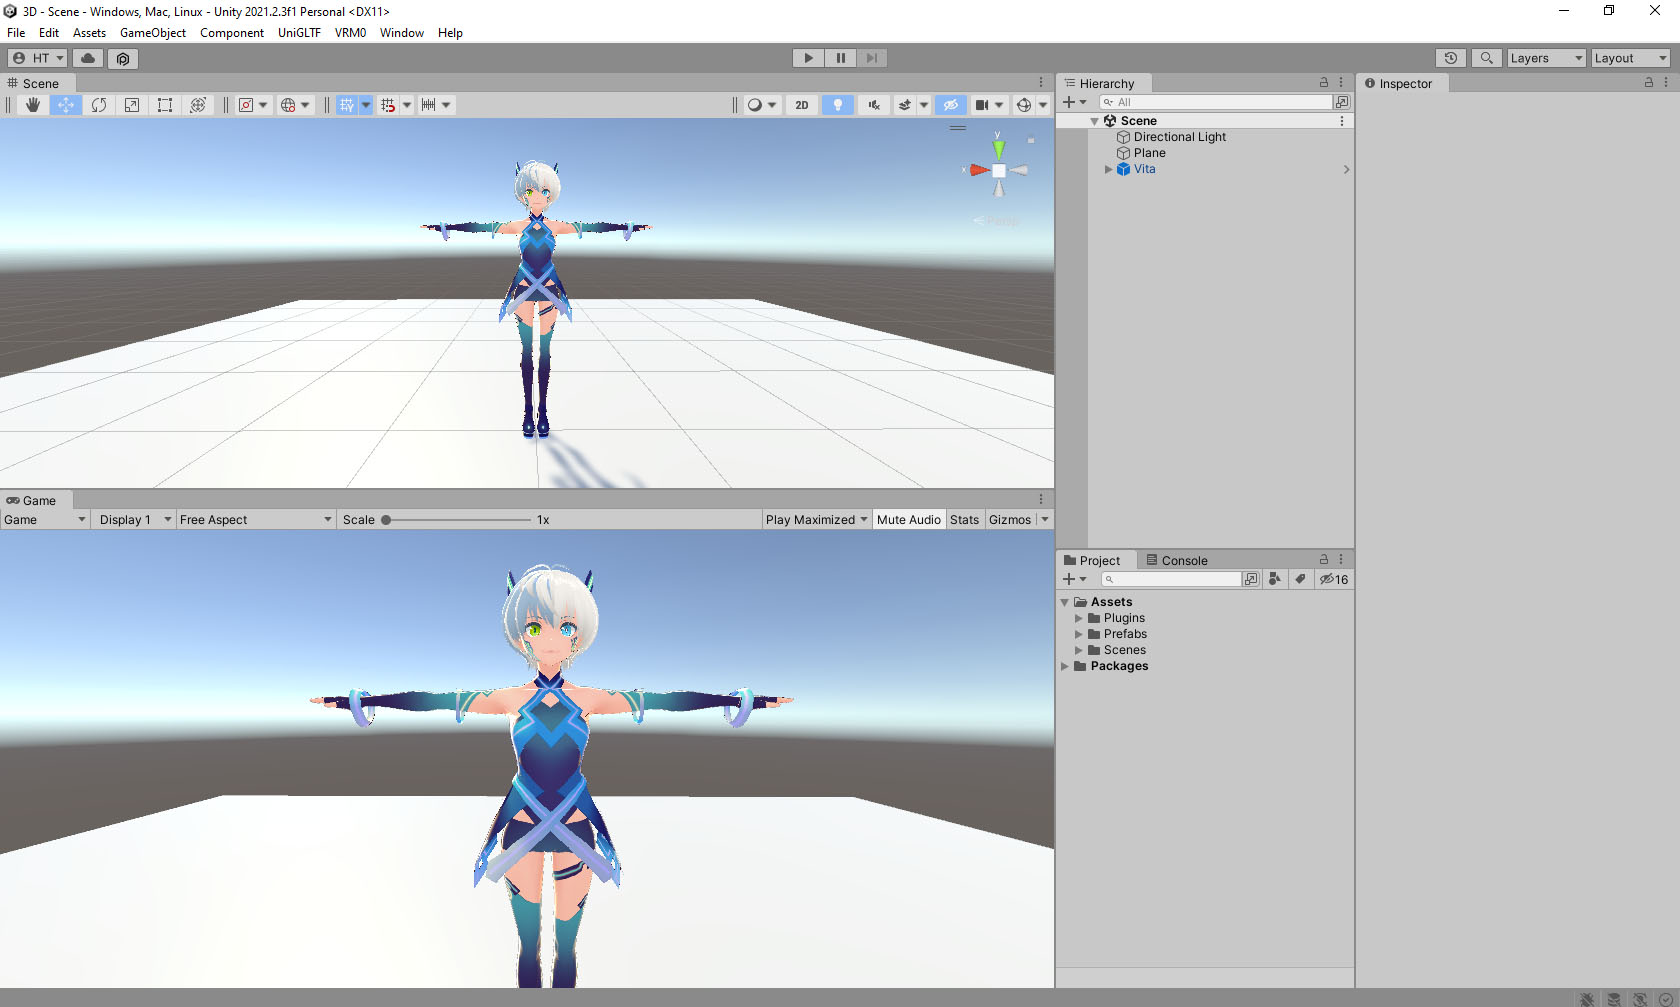 3D - Scene - Windows, Mac, Linux - Unity 2021.2.3f1 Personal <DX11>
File Edit Assets GameObject Component UniGLTF VRM0 Window Help
HT Layers Layout
Scene
2D
y
x
Persp
Game
Game Display 1 Free Aspect Scale 1x Play Maximized Mute Audio Stats Gizmos
Hierarchy
All
Scene
Directional Light
Plane
Vita
Project Console
16
Assets
Plugins
Prefabs
Scenes
Packages
Inspector